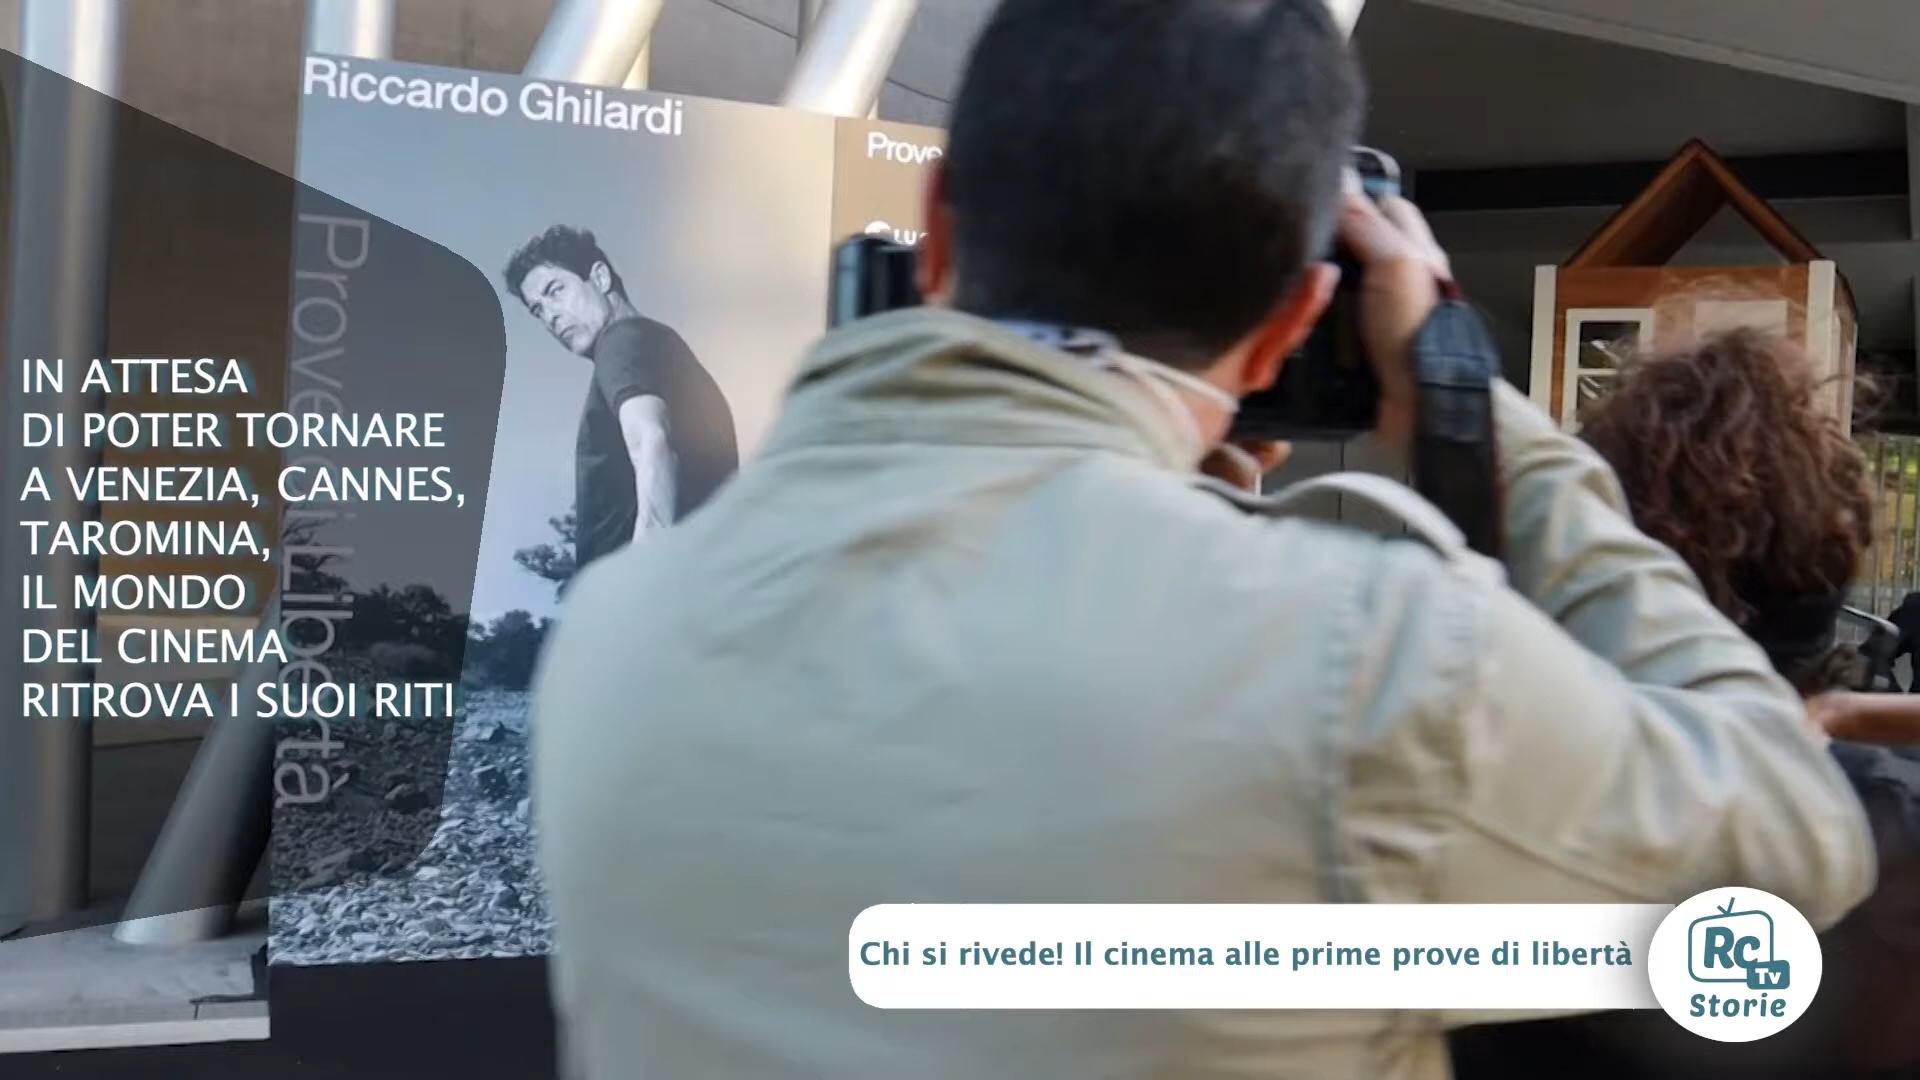 Riccardo Ghilardi
Prove
LU
Prove di Libertà
IN ATTESA
DI POTER TORNARE
A VENEZIA, CANNES,
TAROMINA,
IL MONDO
DEL CINEMA
RITROVA I SUOI RITI
Chi si rivede! Il cinema alle prime prove di libertà
Rc
Tv
Storie